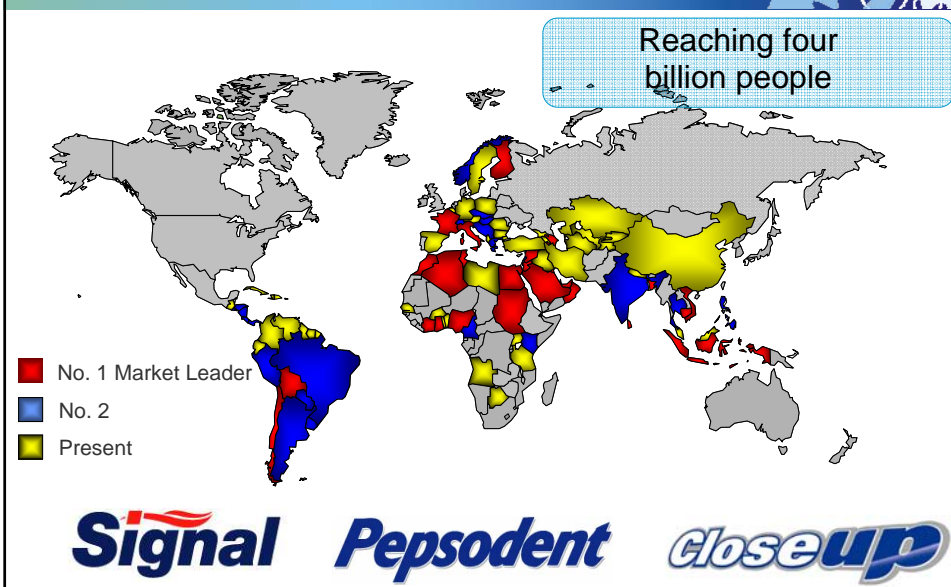 Reaching four
billion people
No. 1 Market Leader
No. 2
Present
Signal
Pepsodent
closeup